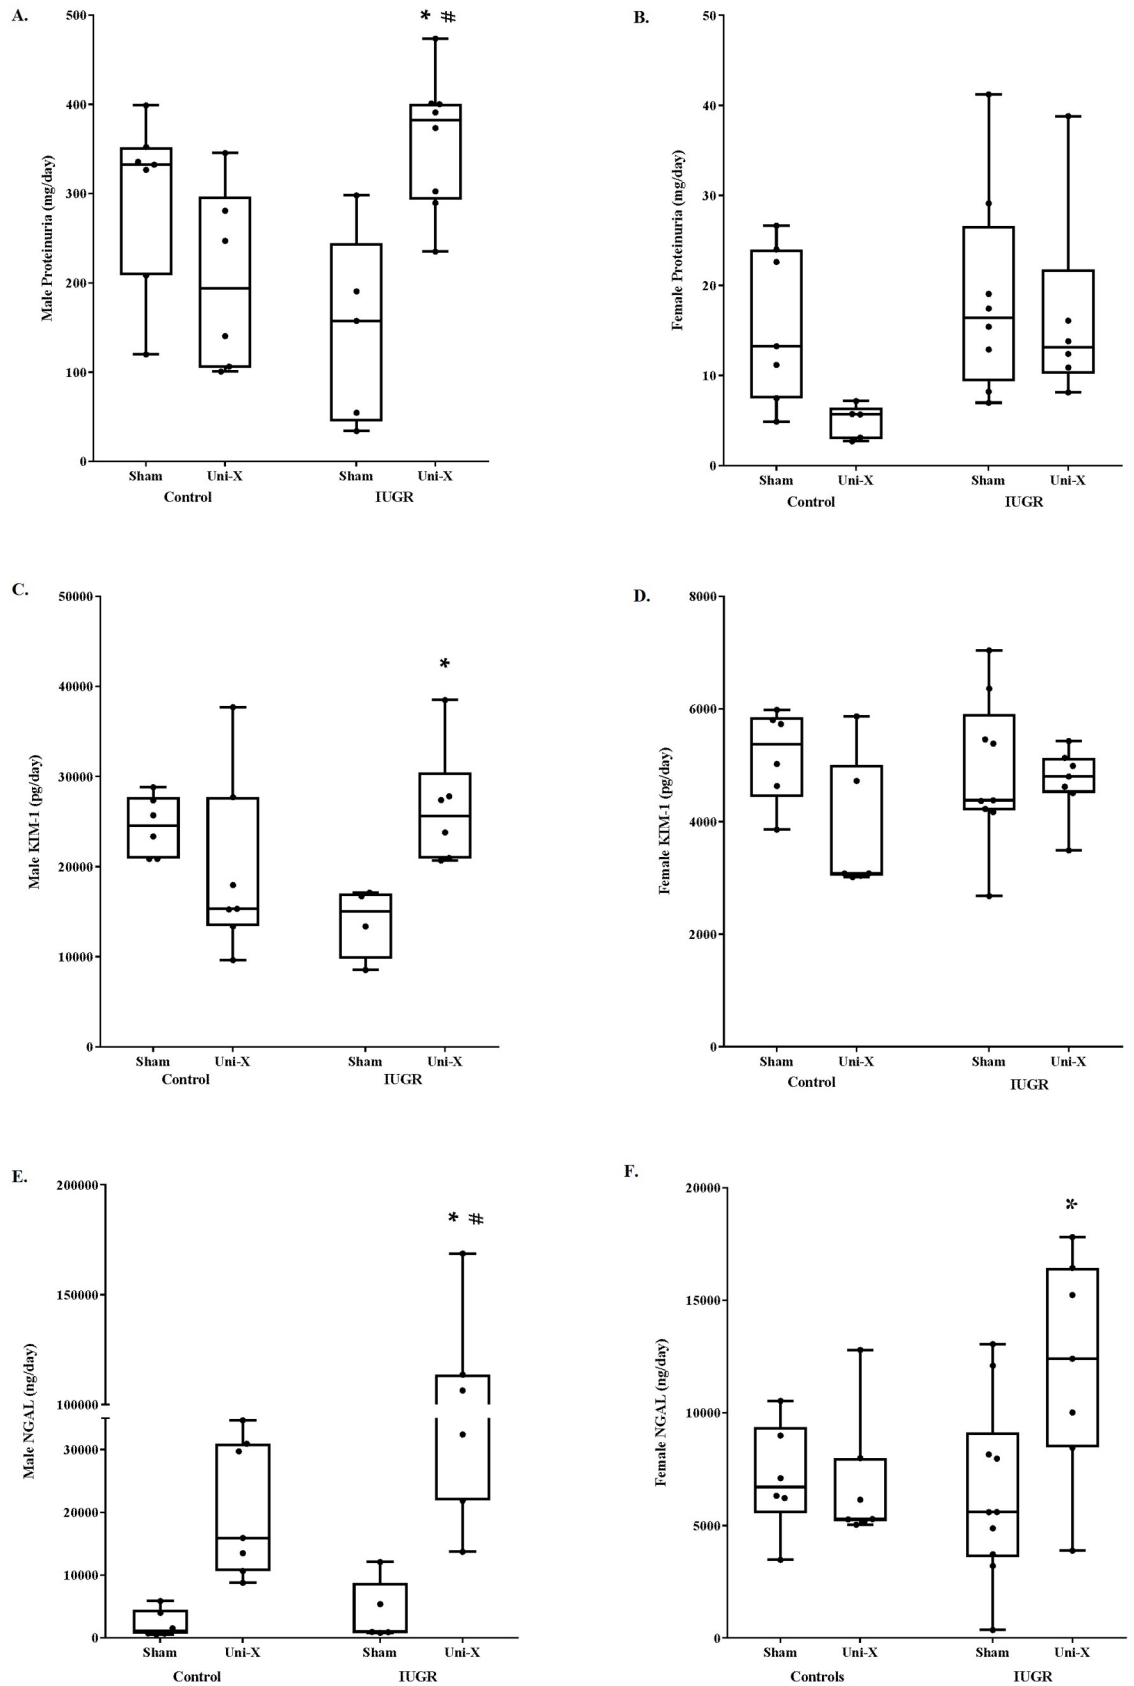 A.
* #
Male Proteinuria (mg/day)
500
400
300
200
100
0
Sham Uni-X Sham Uni-X
Control IUGR
B.
Female Proteinuria (mg/day)
50
40
30
20
10
0
Sham Uni-X Sham Uni-X
Control IUGR
C.
*
Male KIM-1 (pg/day)
50000
40000
30000
20000
10000
0
Sham Uni-X Sham Uni-X
Control IUGR
D.
Female KIM-1 (pg/day)
8000
6000
4000
2000
0
Sham Uni-X Sham Uni-X
Control IUGR
E.
* #
Male NGAL (ng/day)
200000
150000
100000
30000
20000
10000
0
Sham Uni-X Sham Uni-X
Control IUGR
F.
*
Female NGAL (ng/day)
20000
15000
10000
5000
0
Sham Uni-X Sham Uni-X
Controls IUGR